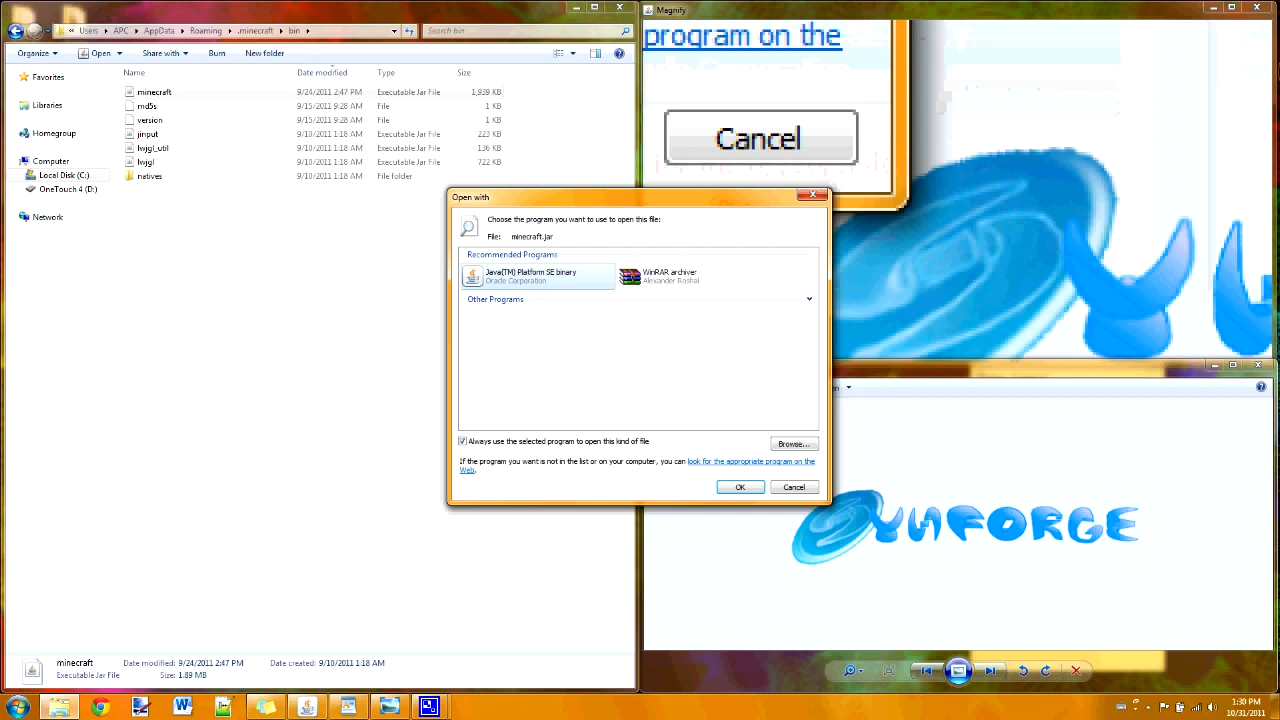 « Users ▸ APC ▸ AppData ▸ Roaming ▸ .minecraft ▸ bin ▸
Search bin
Organize Open Share with Burn New folder
Name Date modified Type Size
minecraft 9/24/2011 2:47 PM Executable Jar File 1,939 KB
md5s 9/15/2011 9:28 AM File 1 KB
version 9/15/2011 9:28 AM File 1 KB
jinput 9/10/2011 1:18 AM Executable Jar File 223 KB
lwjgl_util 9/10/2011 1:18 AM Executable Jar File 136 KB
lwjgl 9/10/2011 1:18 AM Executable Jar File 722 KB
natives 9/10/2011 1:18 AM File folder
Favorites
Libraries
Homegroup
Computer
Local Disk (C:)
OneTouch 4 (D:)
Network
Magnify
program on the
Cancel
Open with
Choose the program you want to use to open this file:
File: minecraft.jar
Recommended Programs
Java(TM) Platform SE binary
Oracle Corporation
WinRAR archiver
Alexander Roshal
Other Programs
Always use the selected program to open this kind of file
Browse...
If the program you want is not in the list or on your computer, you can look for the appropriate program on the
Web.
OK Cancel
minecraft Date modified: 9/24/2011 2:47 PM Date created: 9/10/2011 1:18 AM
Executable Jar File Size: 1.89 MB
1:30 PM
10/31/2011